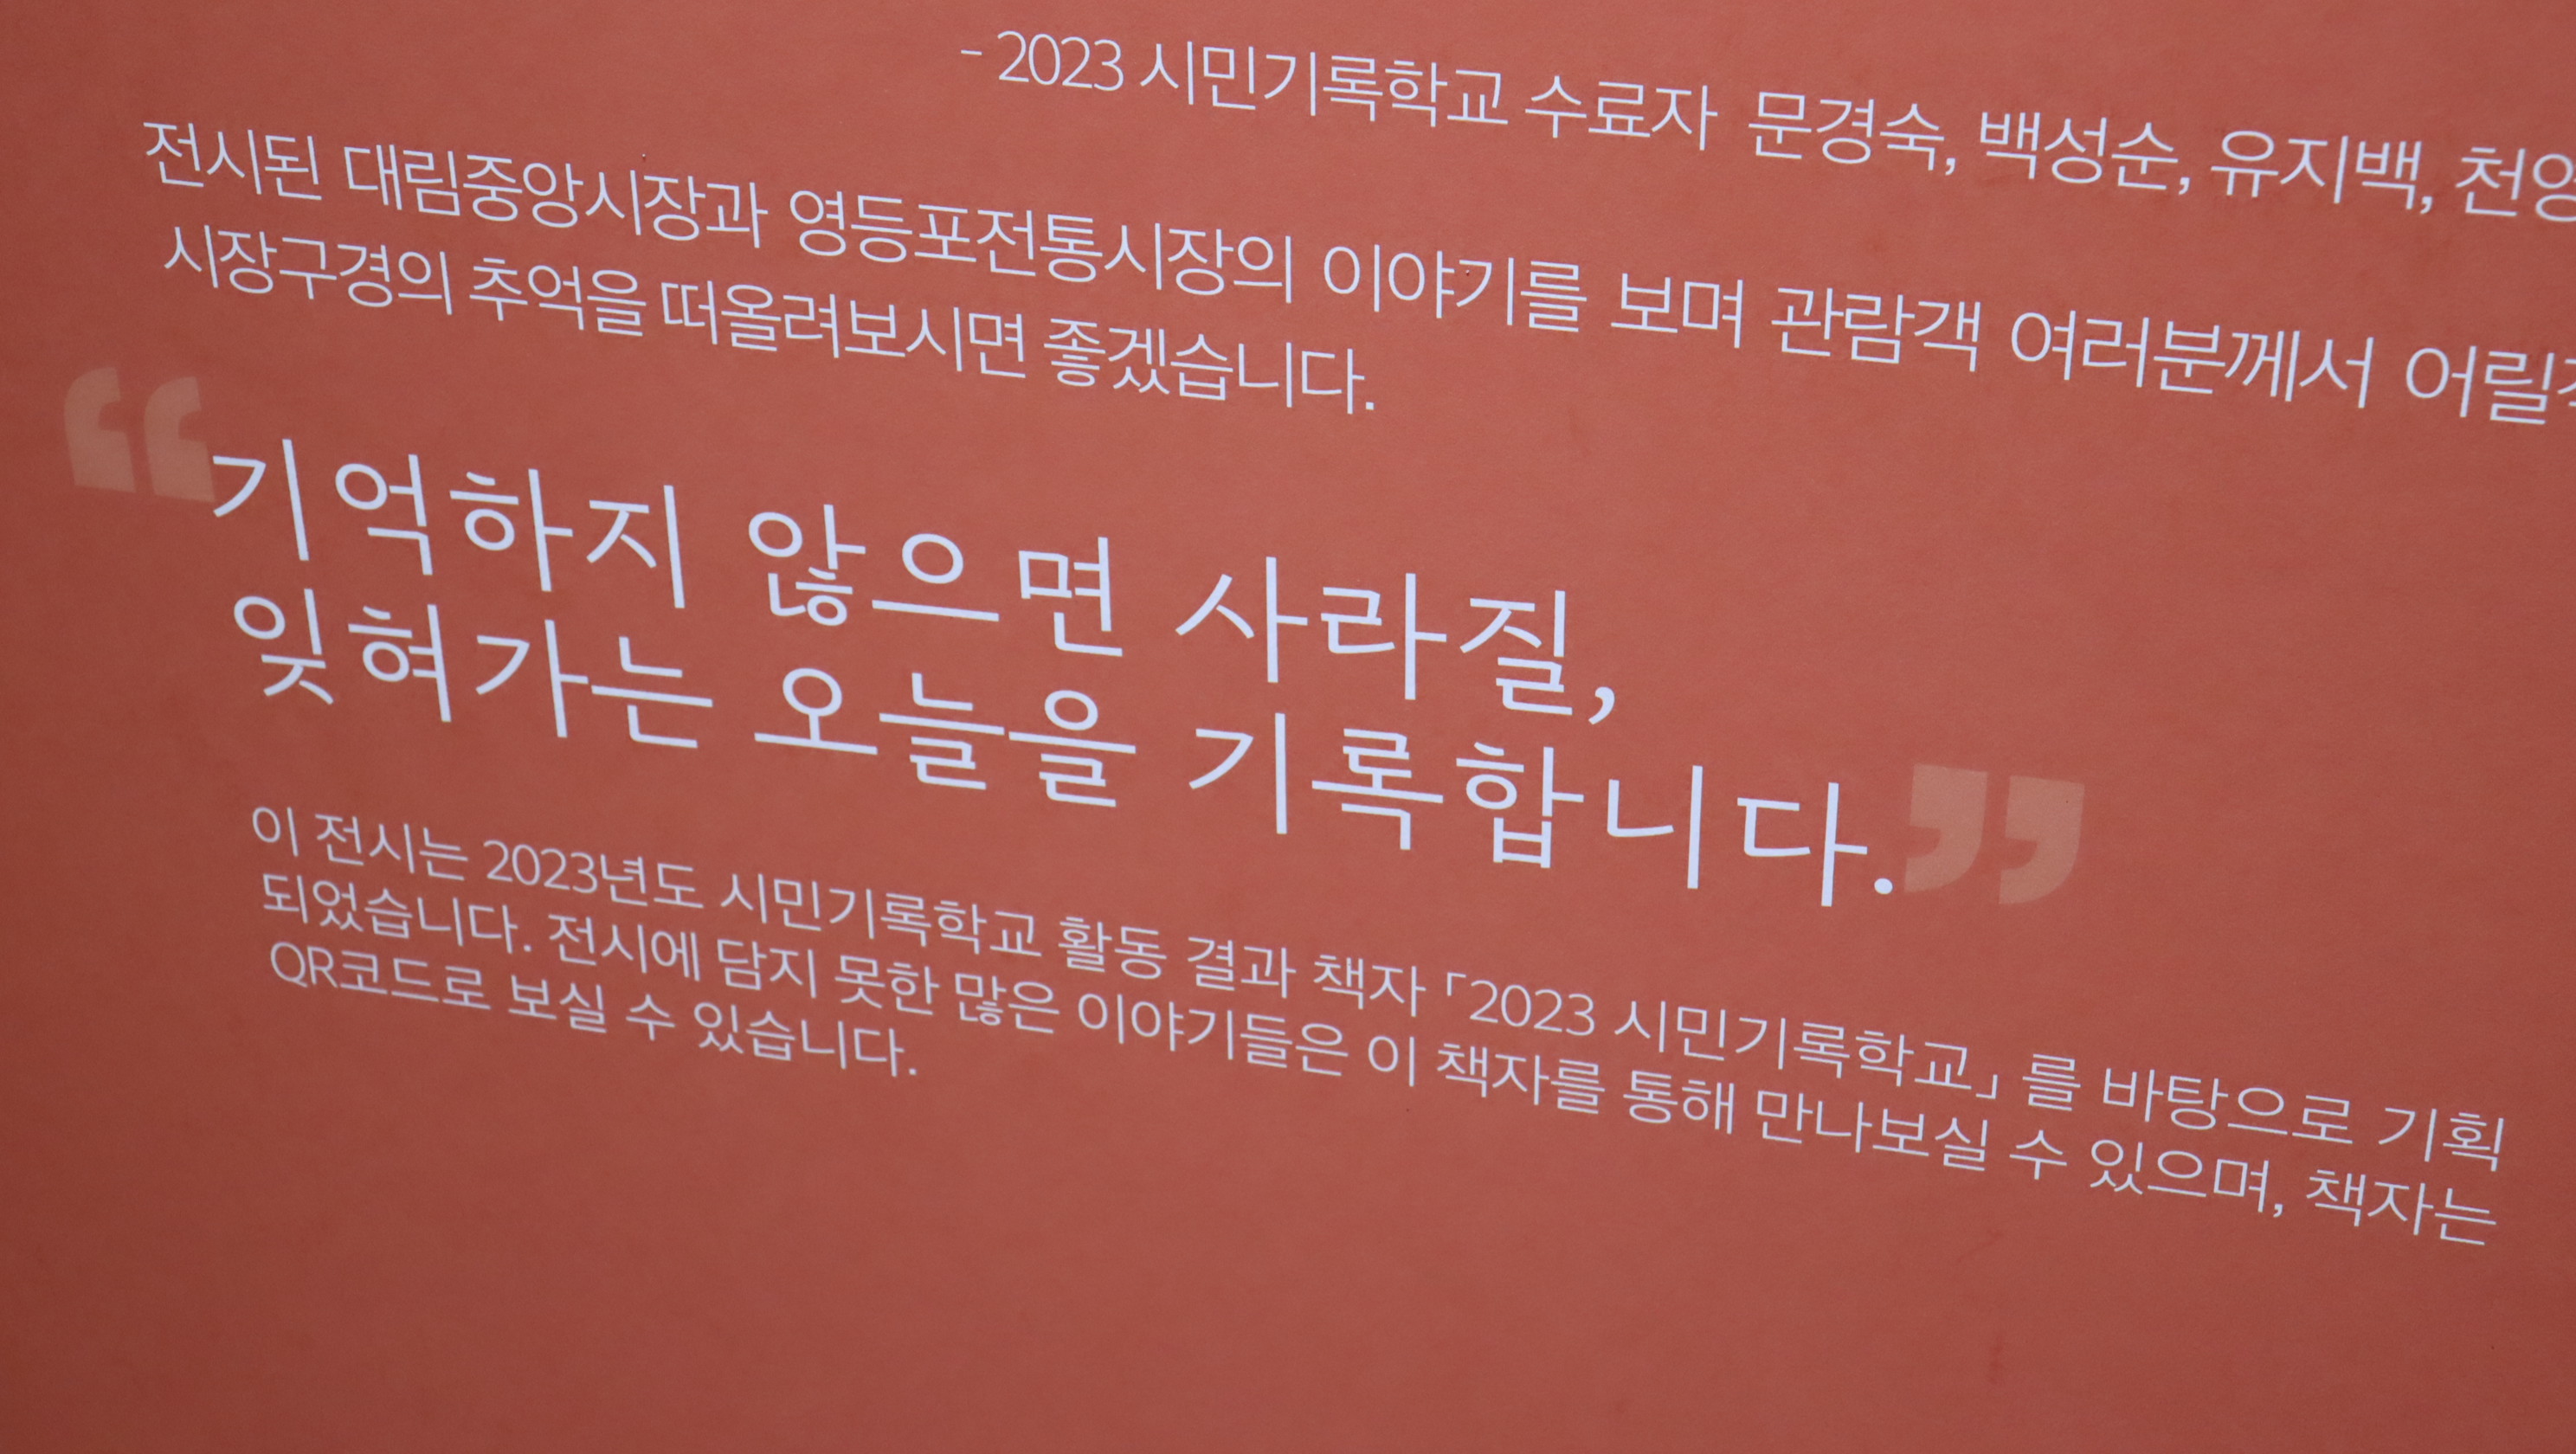 - 2023 시민기록학교 수료자 문경숙, 백성순, 유지백,
전시된 대림중앙시장과 영등포전통시장의 이야기를 보며 관람객 여러분께서
시장구경의 추억을 떠올려보시면 좋겠습니다.
“기억하지 않으면 사라질,
잊혀가는 오늘을 기록합니다.”
이 전시는 2023년도 시민기록학교 활동 결과 책자 「2023 시민기록학교」 를 바탕으로 기획
되었습니다. 전시에 담지 못한 많은 이야기들은 이 책자를 통해 만나보실 수 있으며, 책자는
QR코드로 보실 수 있습니다.